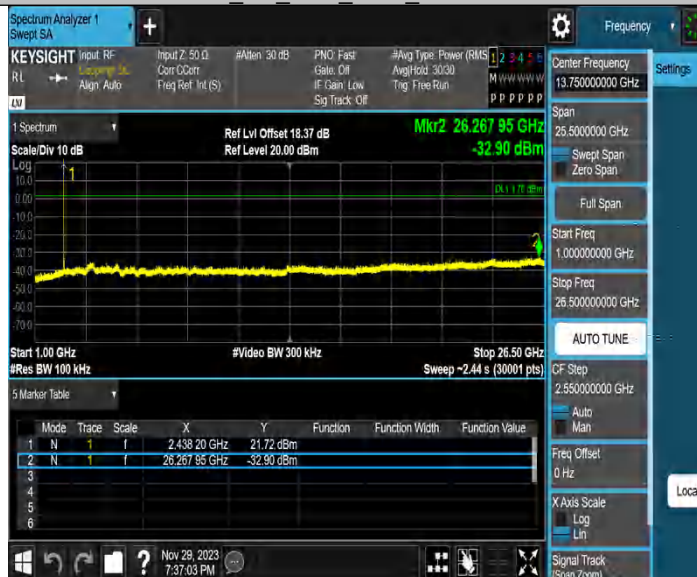 Spectrum Analyzer 1
Swept SA
+
Frequency
KEYSIGHT
Input: RF
Input Z: 50 Ω
#Atten: 30 dB
PNO: Fast
#Avg Type: Power (RMS
1 2 3 4 5 6
R L
Corr CCorr
Gate: Off
Avg|Hold: 30/30
M W W W W W
Align: Auto
Freq Ref: Int (S)
IF Gain: Low
Trig: Free Run
Sig Track: Off
P P P P P P
LXI
Center Frequency
13.750000000 GHz
Settings
1 Spectrum
Ref Lvl Offset 18.37 dB
Mkr2 26.267 95 GHz
Scale/Div 10 dB
Ref Level 20.00 dBm
-32.90 dBm
Log
10.0
0.00
-10.0
-20.0
-30.0
-40.0
-50.0
-60.0
-70.0
1
2
Start 1.00 GHz
#Video BW 300 kHz
Stop 26.50 GHz
#Res BW 100 kHz
Sweep ~2.44 s (30001 pts)
Span
25.5000000 GHz
Swept Span
Zero Span
Full Span
Start Freq
1.000000000 GHz
Stop Freq
26.500000000 GHz
AUTO TUNE
CF Step
2.550000000 GHz
Auto
Man
Freq Offset
0 Hz
X Axis Scale
Log
Lin
Signal Track
(Span Zoom)
Local
5 Marker Table
Mode Trace Scale X Y Function Function Width Function Value
1 N 1 f 2.438 20 GHz 21.72 dBm
2 N 1 f 26.267 95 GHz -32.90 dBm
3
4
5
6
?
Nov 29, 2023
7:37:03 PM